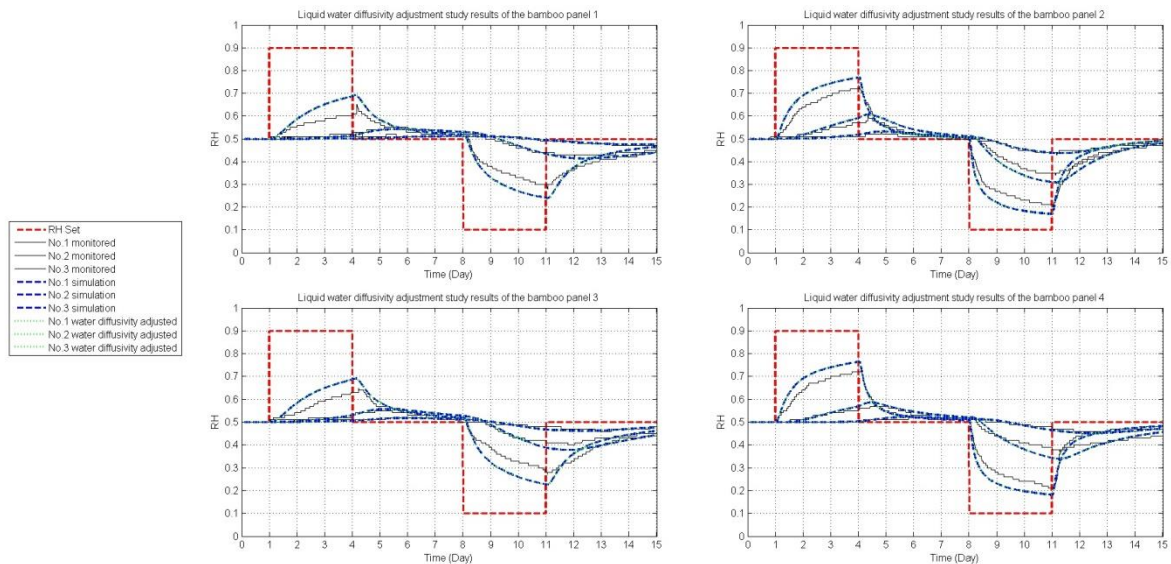 Liquid water diffusivity adjustment study results of the bamboo panel 1
1
0.9
0.8
0.7
0.6
0.5
0.4
0.3
0.2
0.1
0
RH
0 1 2 3 4 5 6 7 8 9 10 11 12 13 14 15
Time (Day)
Liquid water diffusivity adjustment study results of the bamboo panel 2
1
0.9
0.8
0.7
0.6
0.5
0.4
0.3
0.2
0.1
0
RH
0 1 2 3 4 5 6 7 8 9 10 11 12 13 14 15
Time (Day)
RH Set
No.1 monitored
No.2 monitored
No.3 monitored
No.1 simulation
No.2 simulation
No.3 simulation
No.1 water diffusivity adjusted
No.2 water diffusivity adjusted
No.3 water diffusivity adjusted
Liquid water diffusivity adjustment study results of the bamboo panel 3
1
0.9
0.8
0.7
0.6
0.5
0.4
0.3
0.2
0.1
0
RH
0 1 2 3 4 5 6 7 8 9 10 11 12 13 14 15
Time (Day)
Liquid water diffusivity adjustment study results of the bamboo panel 4
1
0.9
0.8
0.7
0.6
0.5
0.4
0.3
0.2
0.1
0
RH
0 1 2 3 4 5 6 7 8 9 10 11 12 13 14 15
Time (Day)